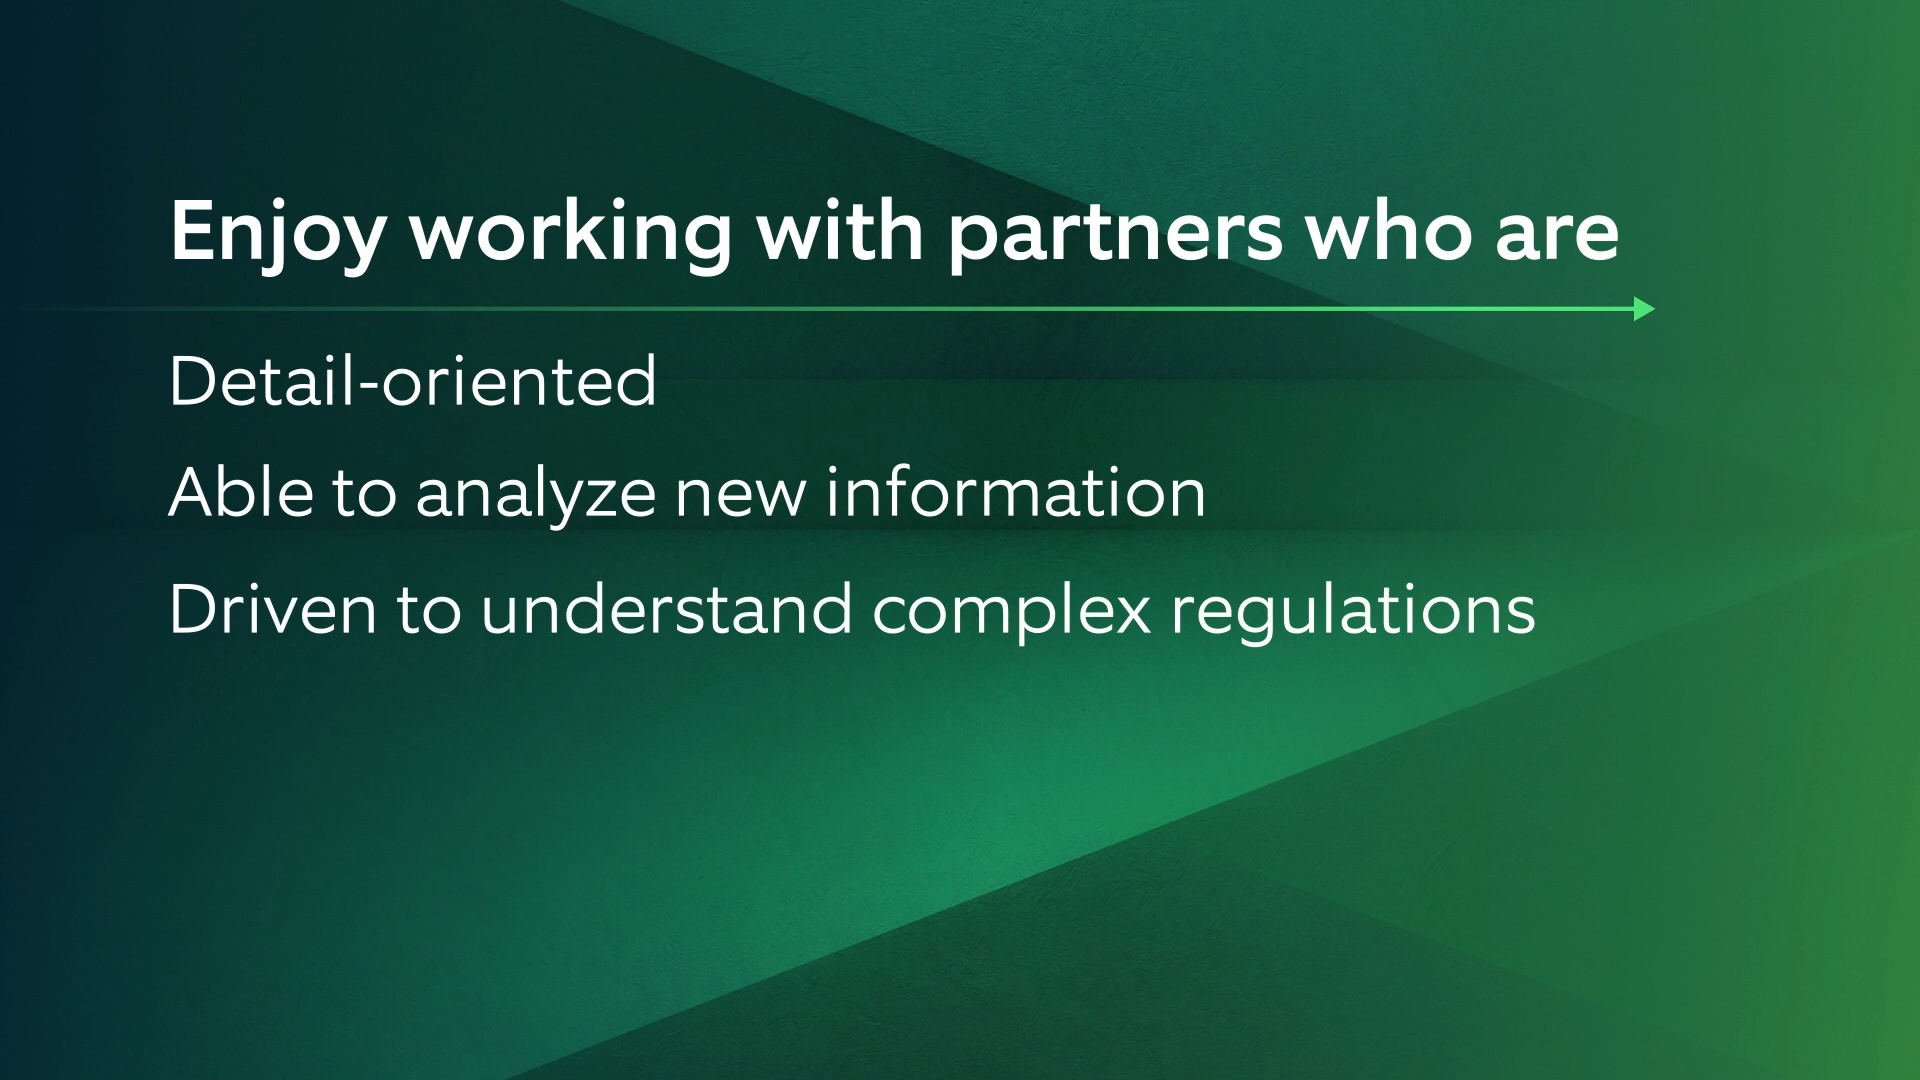 Enjoy working with partners who are
Detail-oriented
Able to analyze new information
Driven to understand complex regulations